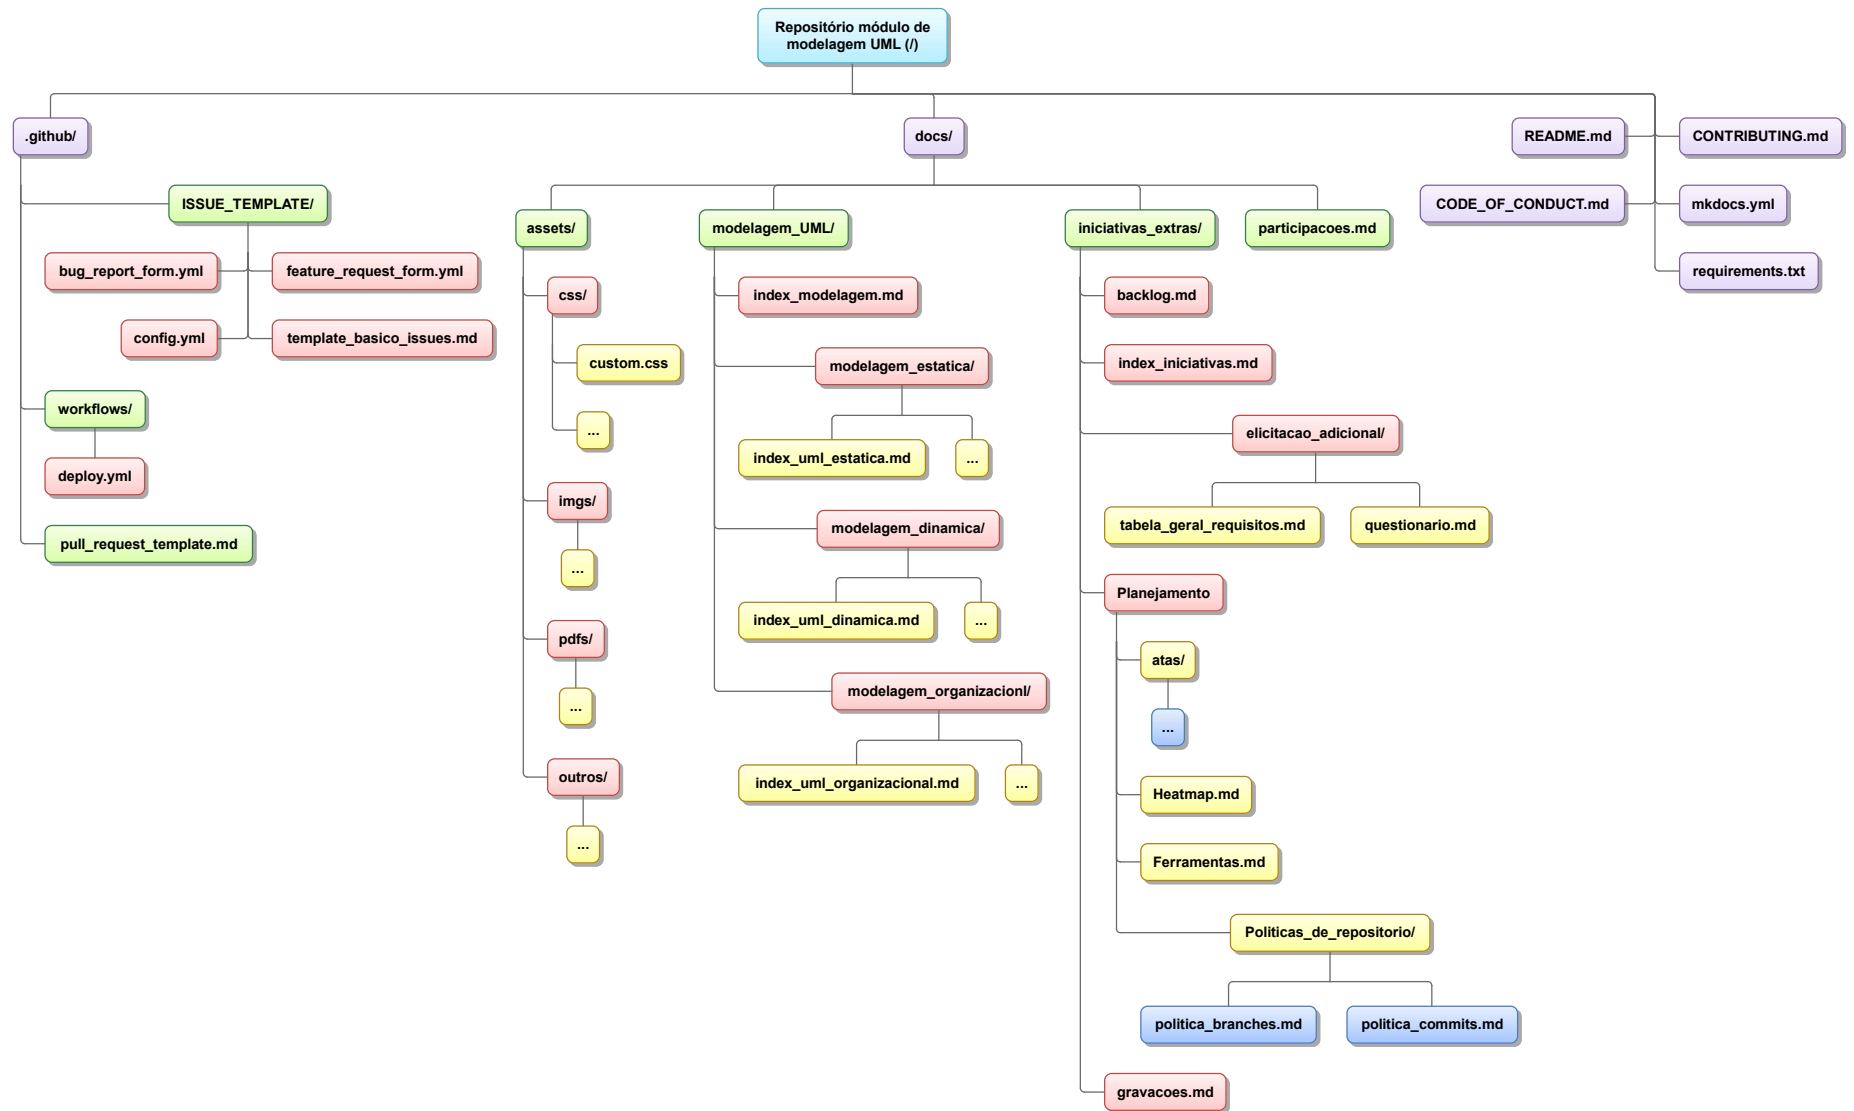 Repositório módulo de
modelagem UML (/)
.github/
docs/
README.md
CONTRIBUTING.md
ISSUE_TEMPLATE/
CODE_OF_CONDUCT.md
mkdocs.yml
assets/
modelagem_UML/
iniciativas_extras/
participacoes.md
bug_report_form.yml
feature_request_form.yml
requirements.txt
css/
index_modelagem.md
backlog.md
config.yml
template_basico_issues.md
custom.css
modelagem_estatica/
index_iniciativas.md
workflows/
...
elicitacao_adicional/
index_uml_estatica.md
...
deploy.yml
imgs/
tabela_geral_requisitos.md
questionario.md
modelagem_dinamica/
pull_request_template.md
...
Planejamento
index_uml_dinamica.md
...
pdfs/
atas/
modelagem_organizacionl/
...
...
outros/
index_uml_organizacional.md
...
Heatmap.md
...
Ferramentas.md
Politicas_de_repositorio/
politica_branches.md
politica_commits.md
gravacoes.md